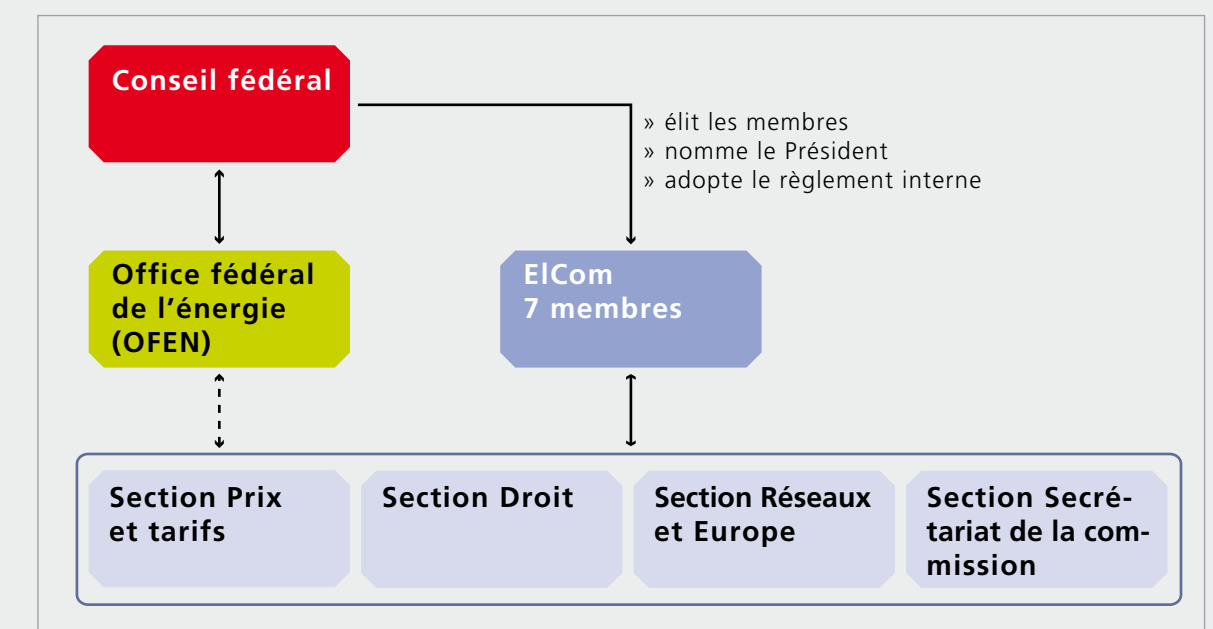 Conseil fédéral
» élit les membres
» nomme le Président
» adopte le règlement interne
Office fédéral
de l’énergie
(OFEN)
ElCom
7 membres
Section Prix
et tarifs
Section Droit
Section Réseaux
et Europe
Section Secré-
tariat de la com-
mission